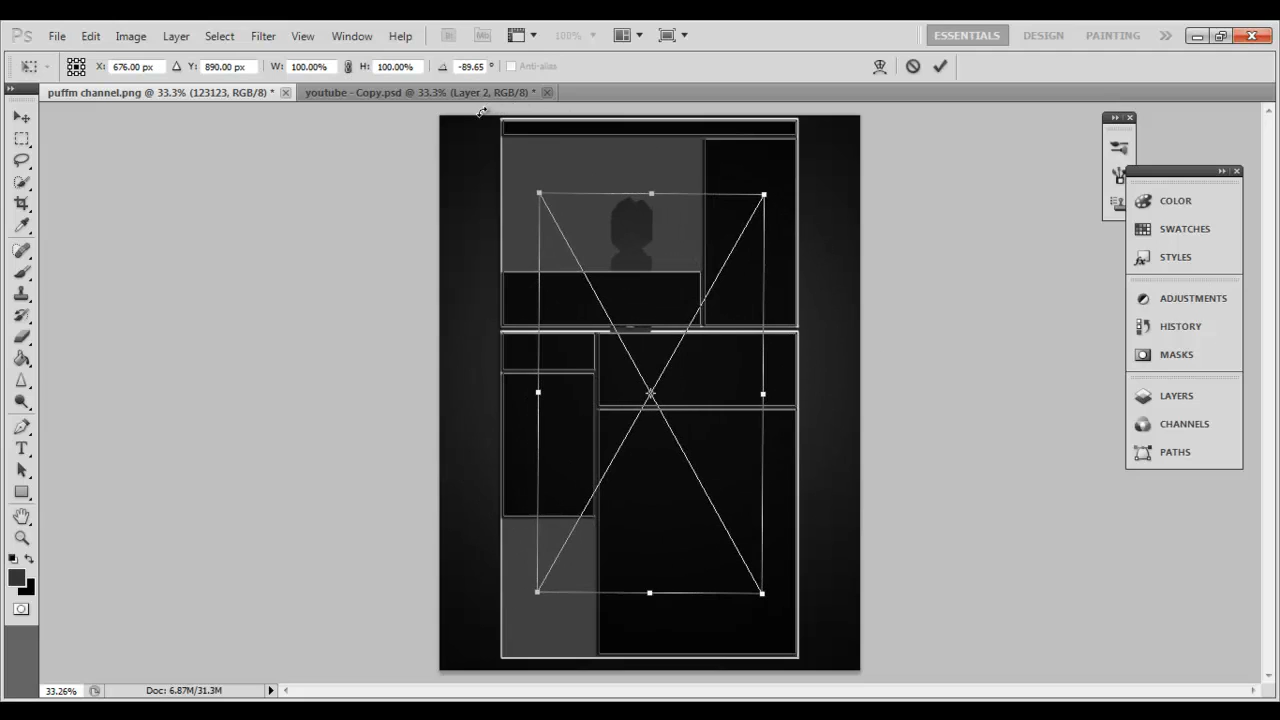 Ps File Edit Image Layer Select Filter View Window Help Br Mb 100% ESSENTIALS DESIGN PAINTING
X: 676.00 px Y: 890.00 px W: 100.00% H: 100.00% -89.65 ° Anti-alias
puffm channel.png @ 33.3% (123123, RGB/8) * youtube - Copy.psd @ 33.3% (Layer 2, RGB/8) *
COLOR
SWATCHES
STYLES
ADJUSTMENTS
HISTORY
MASKS
LAYERS
CHANNELS
PATHS
33.26% Doc: 6.87M/31.3M